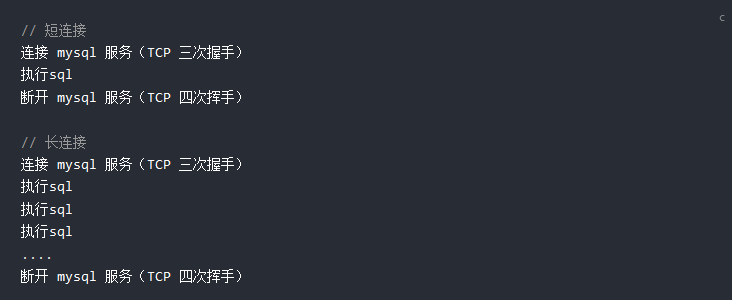 c
// 短连接
连接 mysql 服务（TCP 三次握手）
执行sql
断开 mysql 服务（TCP 四次挥手）
// 长连接
连接 mysql 服务（TCP 三次握手）
执行sql
执行sql
执行sql
....
断开 mysql 服务（TCP 四次挥手）